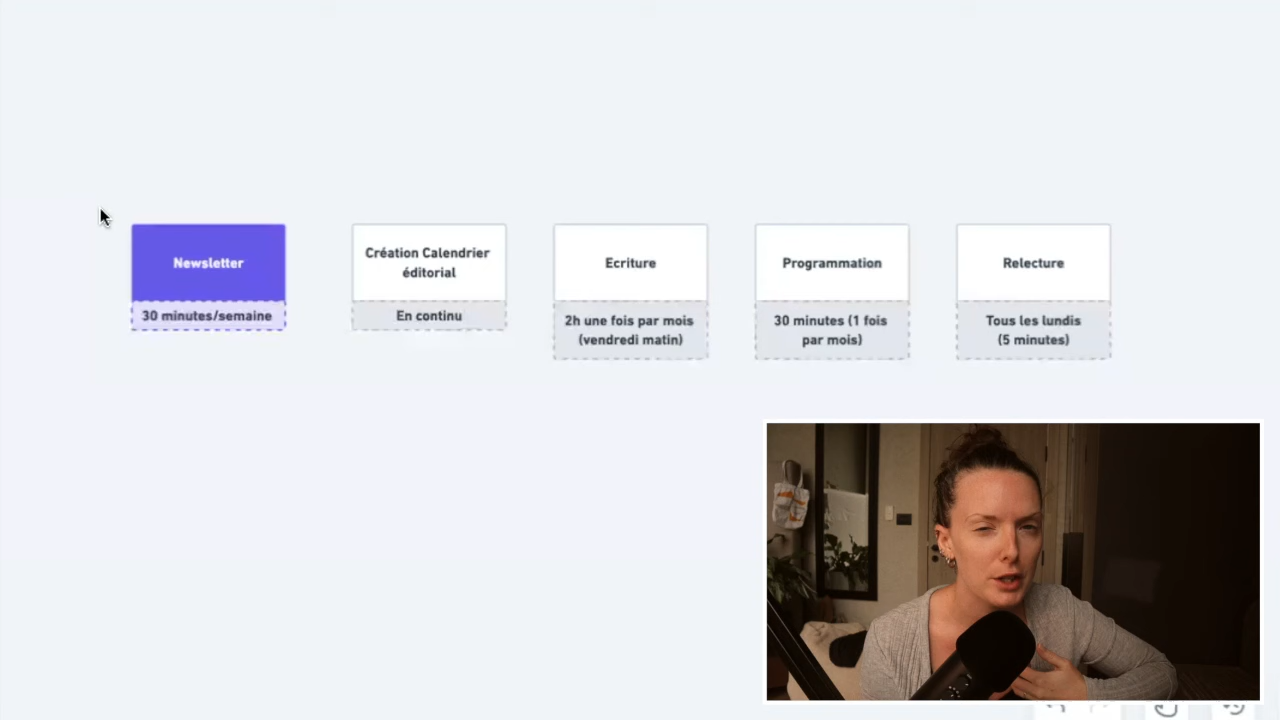 Newsletter
30 minutes/semaine
Création Calendrier
éditorial
En continu
Ecriture
2h une fois par mois
(vendredi matin)
Programmation
30 minutes (1 fois
par mois)
Relecture
Tous les lundis
(5 minutes)